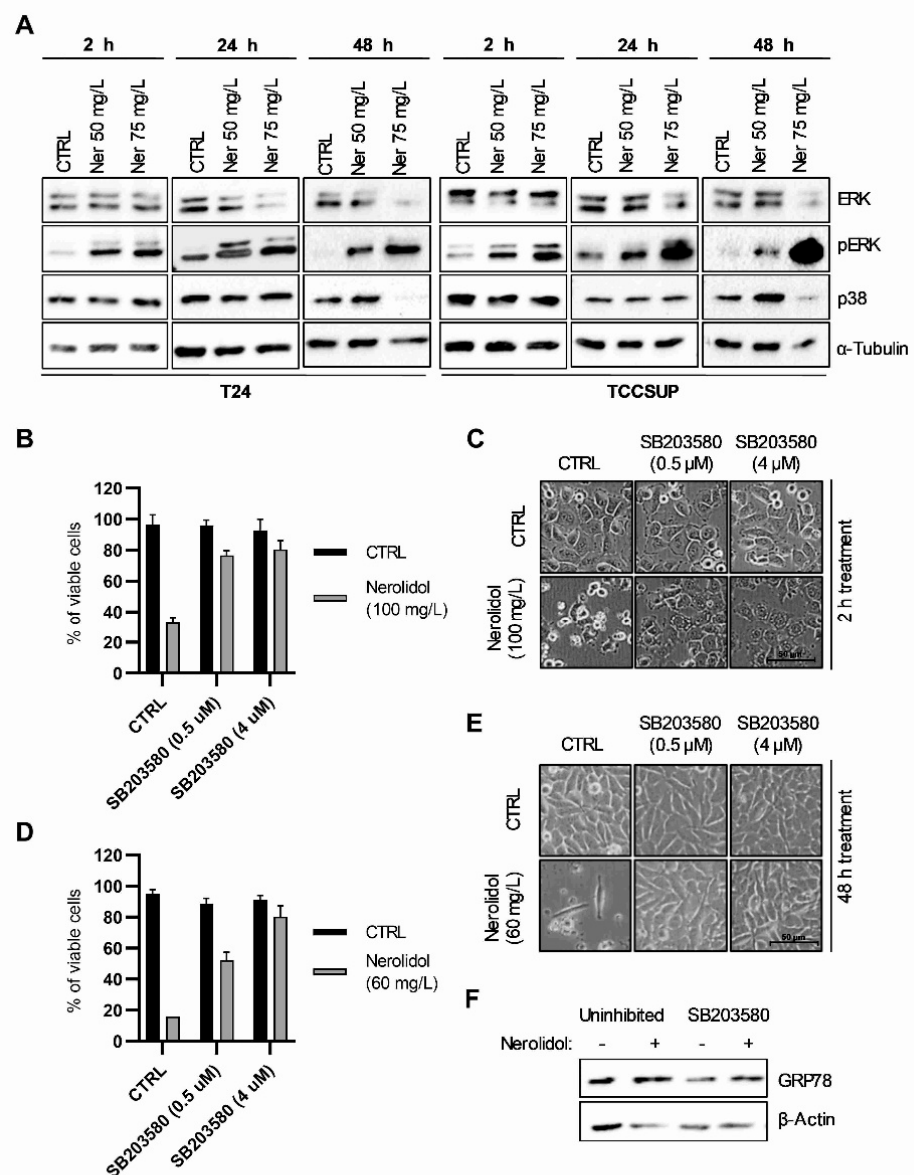 A
2 h 24 h 48 h 2 h 24 h 48 h
CTRL Ner 50 mg/L Ner 75 mg/L CTRL Ner 50 mg/L Ner 75 mg/L CTRL Ner 50 mg/L Ner 75 mg/L CTRL Ner 50 mg/L Ner 75 mg/L CTRL Ner 50 mg/L Ner 75 mg/L CTRL Ner 50 mg/L Ner 75 mg/L
ERK
pERK
p38
α-Tubulin
T24 TCCSUP
B
% of viable cells
120
100
80
60
40
20
0
CTRL
SB203580 (0.5 uM)
SB203580 (4 uM)
CTRL
Nerolidol
(100 mg/L)
C
CTRL SB203580 (0.5 µM) SB203580 (4 µM)
CTRL
Nerolidol
(100 mg/L)
2 h treatment
50 µm
D
% of viable cells
120
100
80
60
40
20
0
CTRL
SB203580 (0.5 uM)
SB203580 (4 uM)
CTRL
Nerolidol
(60 mg/L)
E
CTRL SB203580 (0.5 µM) SB203580 (4 µM)
CTRL
Nerolidol
(60 mg/L)
48 h treatment
50 µm
F
Uninhibited SB203580
Nerolidol: - + - +
GRP78
β-Actin